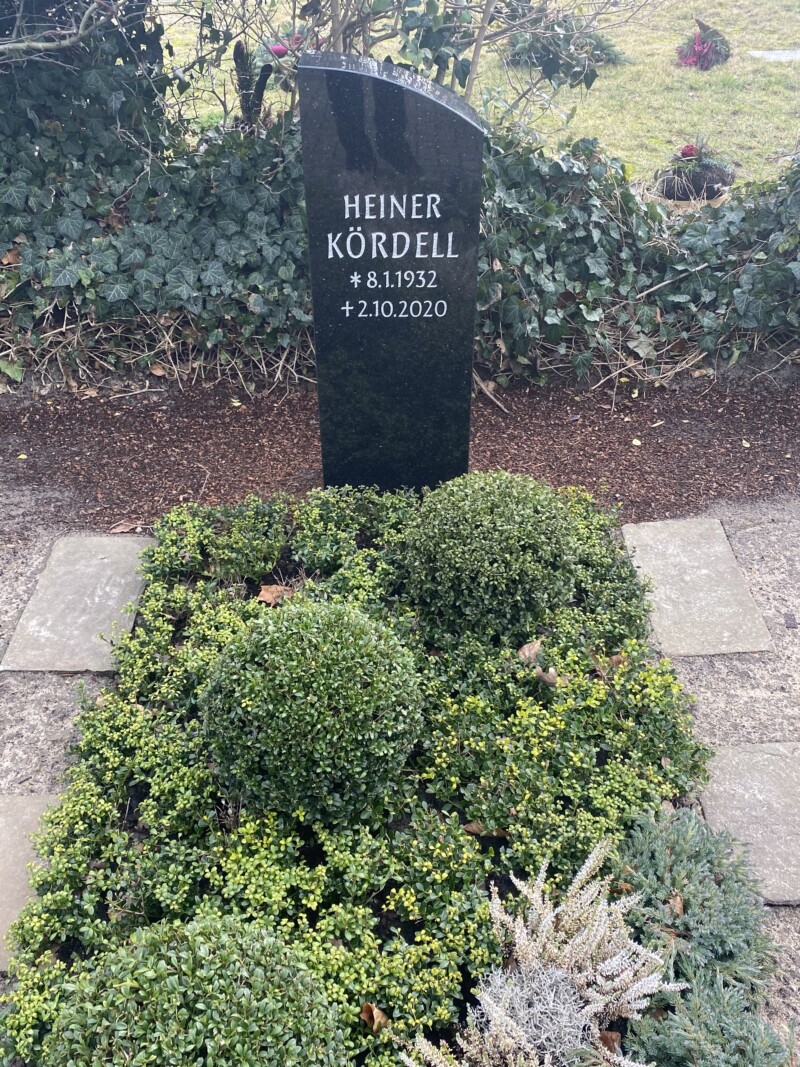 HEINER
KÖRDELL
*8.1.1932
✝2.10.2020